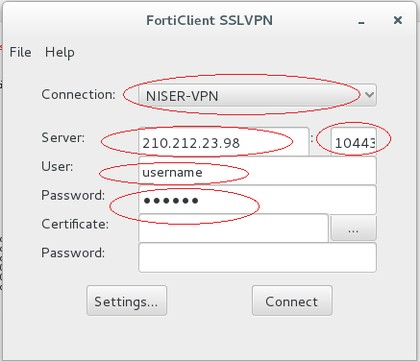 FortiClient SSLVPN
File Help
Connection: NISER-VPN
Server: 210.212.23.98 : 10443
User: username
Password: ••••••
Certificate: ...
Password:
Settings... Connect